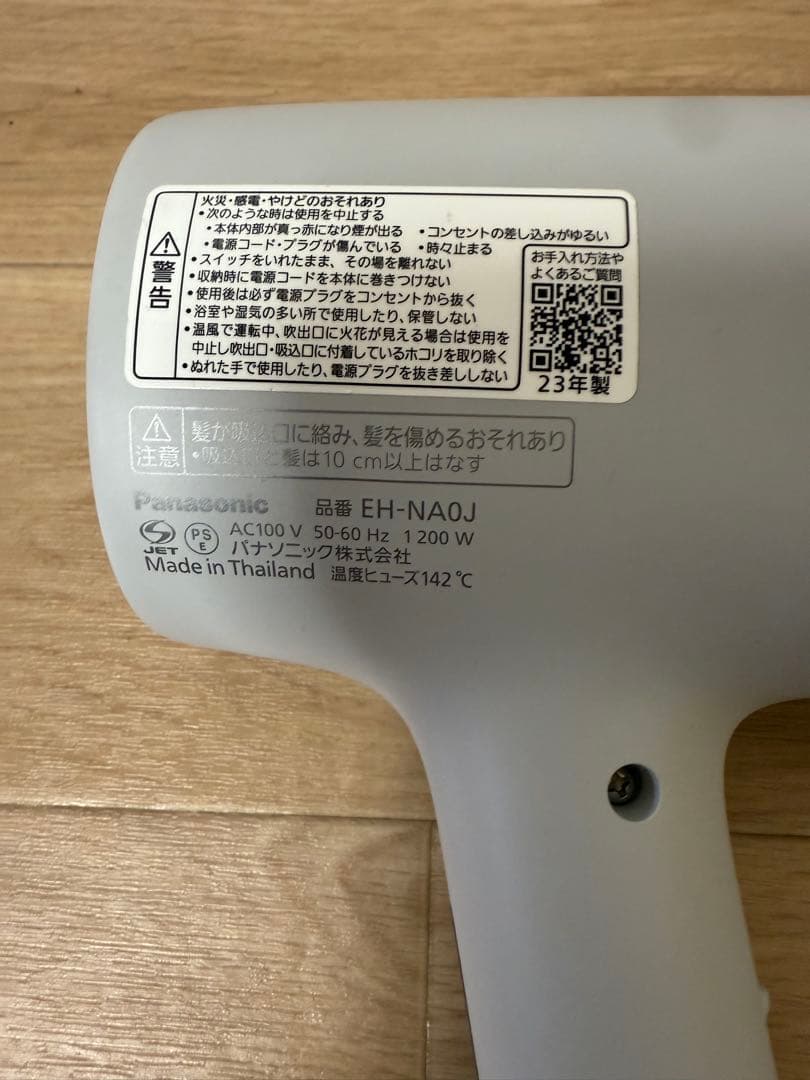 火災・感電・やけどのおそれあり
•次のような時は使用を中止する
•本体内部が真っ赤になり煙が出る •コンセントの差し込みがゆるい
•電源コード・プラグが傷んでいる •時々止まる
•スイッチをいれたまま、その場を離れない
•収納時に電源コードを本体に巻きつけない
•使用後は必ず電源プラグをコンセントから抜く
•浴室や湿気の多い所で使用したり、保管しない
•温風で運転中、吹出口に火花が見える場合は使用を
中止し吹出口・吸込口に付着しているホコリを取り除く
•ぬれた手で使用したり、電源プラグを抜き差ししない
警告
お手入れ方法や
よくあるご質問
23年製
注意
髪が吸込口に絡み、髪を傷めるおそれあり
•吸込口と髪は10 cm以上はなす
Panasonic 品番 EH-NA0J
JET PSE AC100 V 50-60 Hz 1200 W
パナソニック株式会社
Made in Thailand 温度ヒューズ142℃